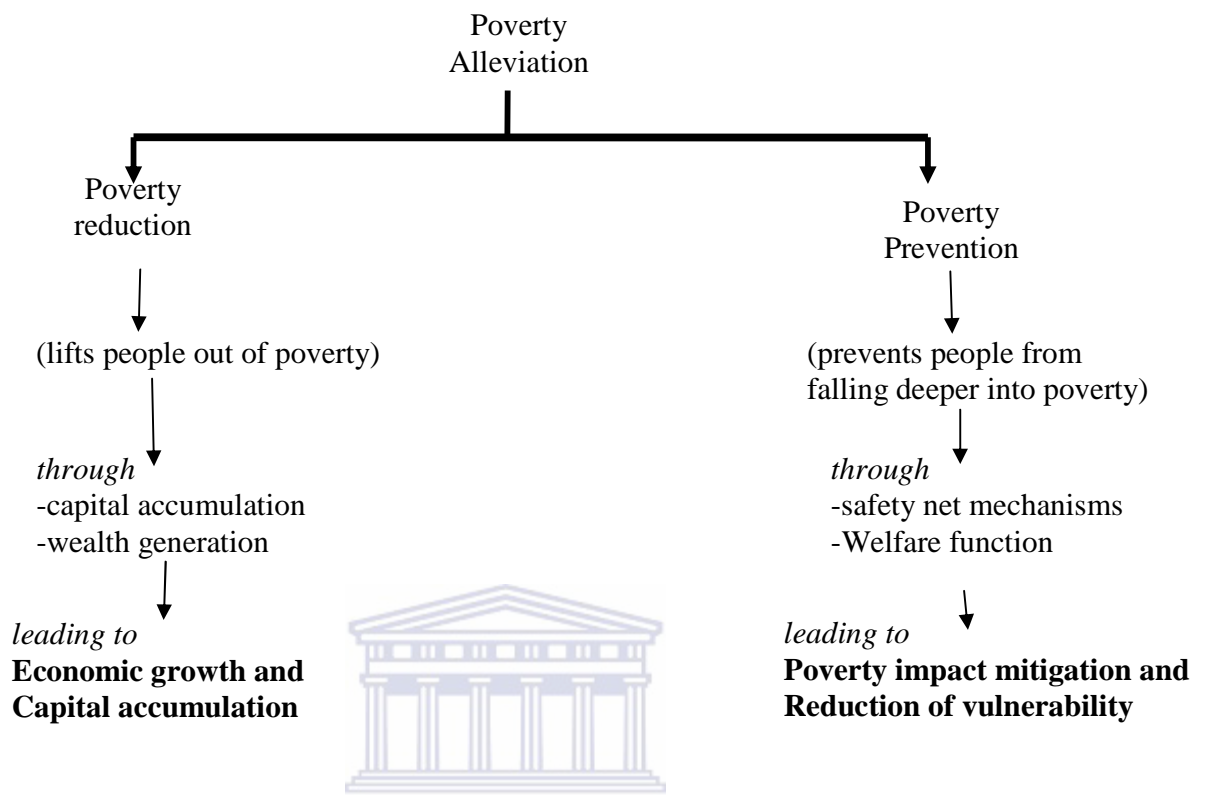 Poverty
Alleviation
Poverty
reduction
(lifts people out of poverty)
through
-capital accumulation
-wealth generation
leading to
Economic growth and
Capital accumulation
Poverty
Prevention
(prevents people from
falling deeper into poverty)
through
-safety net mechanisms
-Welfare function
leading to
Poverty impact mitigation and
Reduction of vulnerability